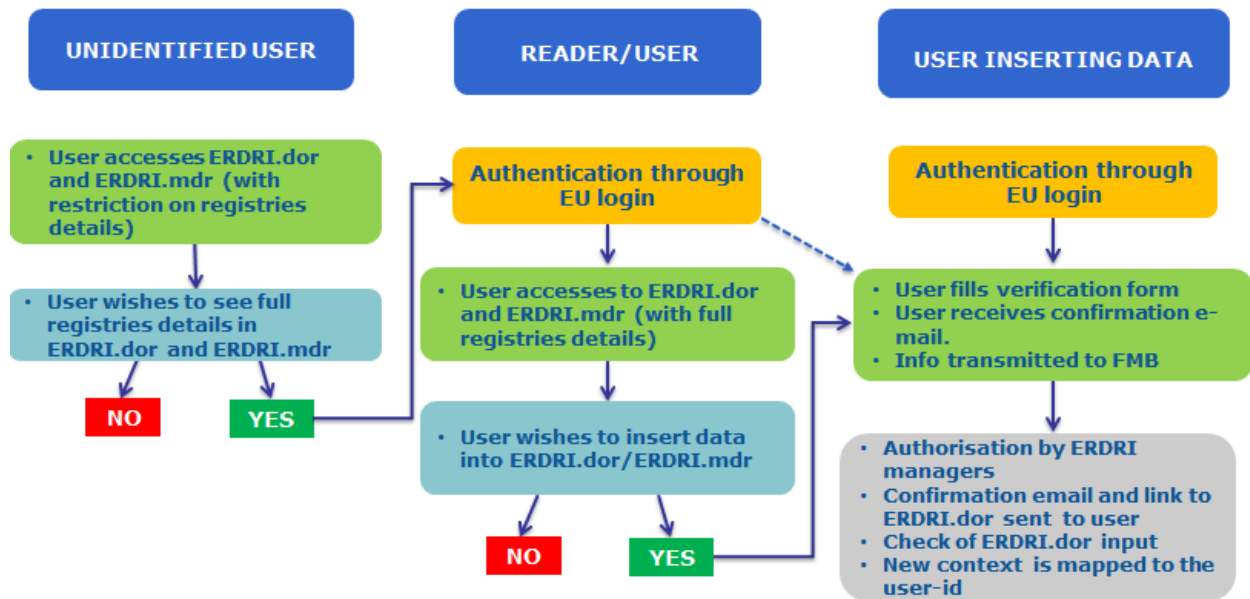 UNIDENTIFIED USER
• User accesses ERDRI.dor
and ERDRI.mdr (with
restriction on registries
details)
• User wishes to see full
registries details in
ERDRI.dor and ERDRI.mdr
NO
YES
READER/USER
Authentication through
EU login
User accesses to ERDRI.dor
and ERDRI.mdr (with full
registries details)
• User wishes to insert data
into ERDRI.dor/ERDRI.mdr
NO
YES
USER INSERTING DATA
Authentication through
EU login
• User fills verification form
• User receives confirmation e-
mail.
• Info transmitted to FMB
• Authorisation by ERDRI
managers
• Confirmation email and link to
ERDRI.dor sent to user
• Check of ERDRI.dor input
• New context is mapped to the
user-id